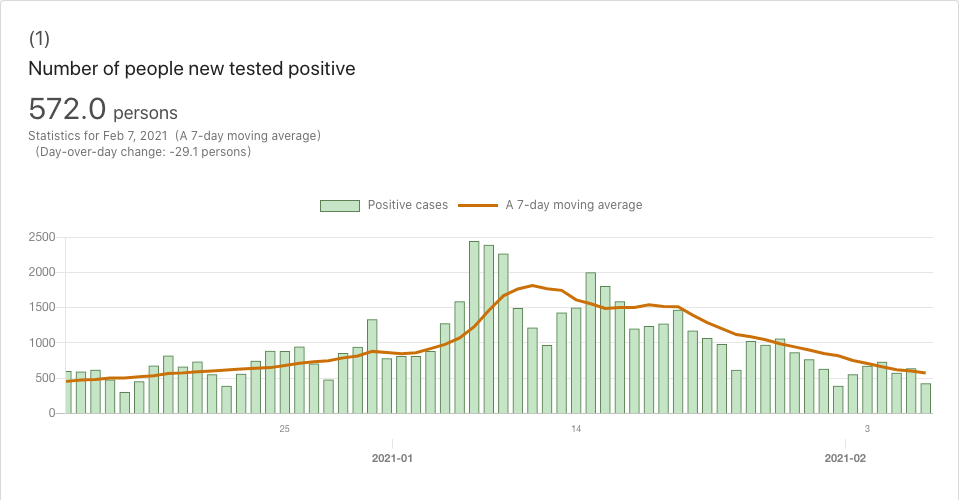 (1)
Number of people new tested positive
572.0 persons
Statistics for Feb 7, 2021 (A 7-day moving average)
(Day-over-day change: -29.1 persons)
Positive cases A 7-day moving average
2500
2000
1500
1000
500
0
25 14 3
2021-01 2021-02